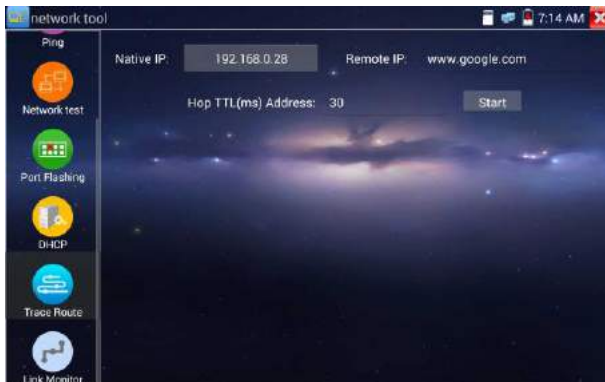 network tool
7:14 AM
Ping
Native IP: 192.168.0.28 Remote IP: www.google.com
Network test
Hop TTL(ms) Address: 30 Start
Port Flashing
DHCP
Trace Route
Link Monitor